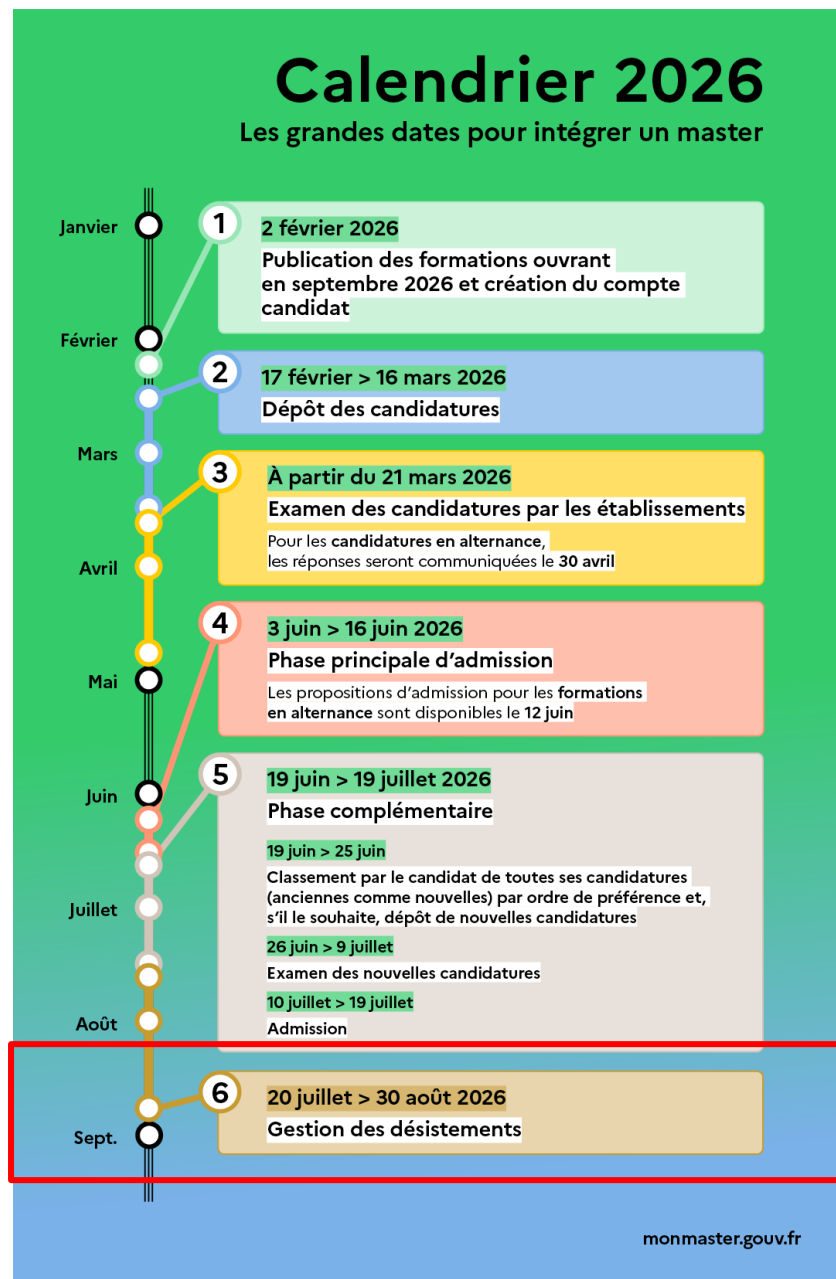 Calendrier 2026
Les grandes dates pour intégrer un master
Janvier
1
2 février 2026
Publication des formations ouvrant
en septembre 2026 et création du compte
candidat
Février
2
17 février > 16 mars 2026
Dépôt des candidatures
Mars
3
À partir du 21 mars 2026
Examen des candidatures par les établissements
Pour les candidatures en alternance,
les réponses seront communiquées le 30 avril
Avril
4
3 juin > 16 juin 2026
Phase principale d'admission
Les propositions d'admission pour les formations
en alternance sont disponibles le 12 juin
Mai
5
19 juin > 19 juillet 2026
Phase complémentaire
Juin
19 juin > 25 juin
Classement par le candidat de toutes ses candidatures
(anciennes comme nouvelles) par ordre de préférence et,
s'il le souhaite, dépôt de nouvelles candidatures
Juillet
26 juin > 9 juillet
Examen des nouvelles candidatures
10 juillet > 19 juillet
Admission
Août
6
20 juillet > 30 août 2026
Gestion des désistements
Sept.
monmaster.gouv.fr